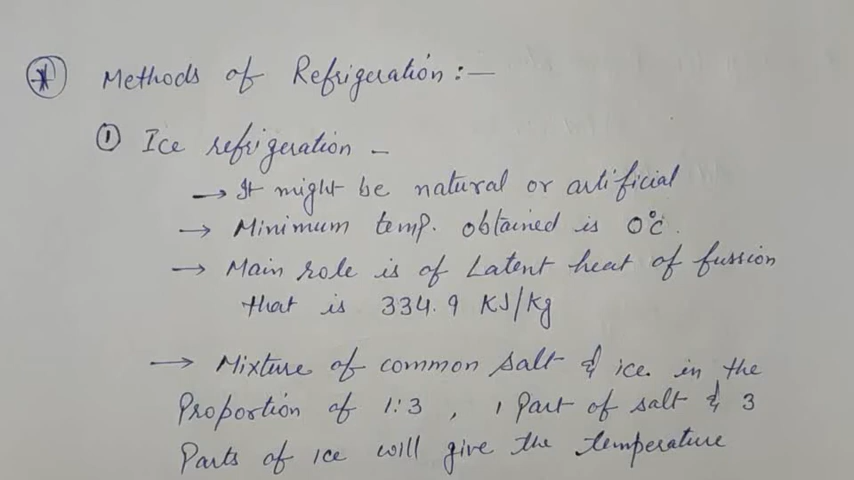 * Methods of Refrigeration :-
① Ice refrigeration -
→ It might be natural or artificial
→ Minimum temp. obtained is 0°c.
→ Main role is of Latent heat of fussion
that is 334.9 KJ/Kg
→ Mixture of common salt & ice. in the
Proportion of 1:3, 1 Part of salt & 3
Parts of ice will give the temperature